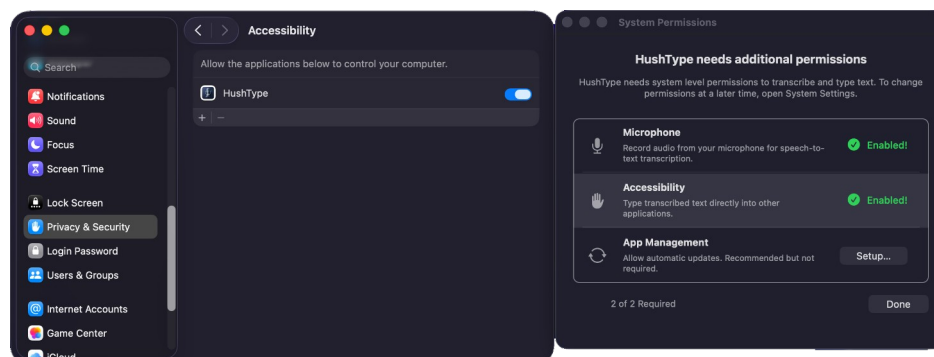 Search
Notifications
Sound
Focus
Screen Time
Lock Screen
Privacy & Security
Login Password
Users & Groups
Internet Accounts
Game Center
iCloud
Accessibility
Allow the applications below to control your computer.
HushType
+ | −
System Permissions
HushType needs additional permissions
HushType needs system level permissions to transcribe and type text. To change
permissions at a later time, open System Settings.
Microphone
Record audio from your microphone for speech-to-
text transcription.
Enabled!
Accessibility
Type transcribed text directly into other
applications.
Enabled!
App Management
Allow automatic updates. Recommended but not
required.
Setup...
2 of 2 Required
Done